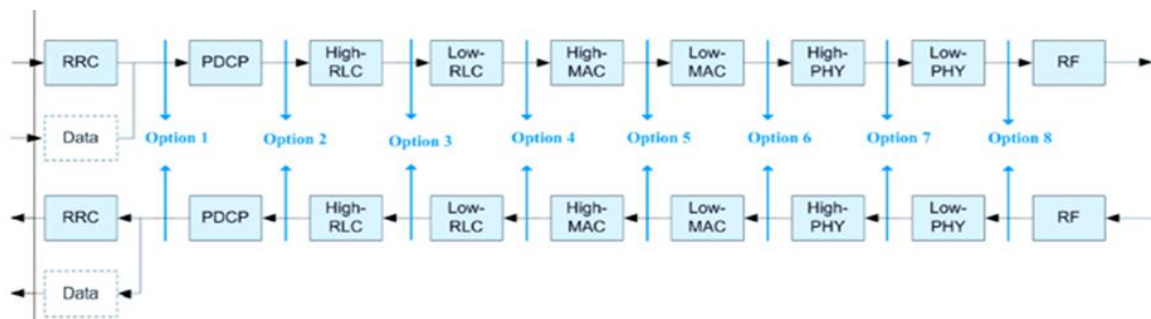 RRC
PDCP
High-
RLC
Low-
RLC
High-
MAC
Low-
MAC
High-
PHY
Low-
PHY
RF
Data
Option 1
Option 2
Option 3
Option 4
Option 5
Option 6
Option 7
Option 8
RRC
PDCP
High-
RLC
Low-
RLC
High-
MAC
Low-
MAC
High-
PHY
Low-
PHY
RF
Data